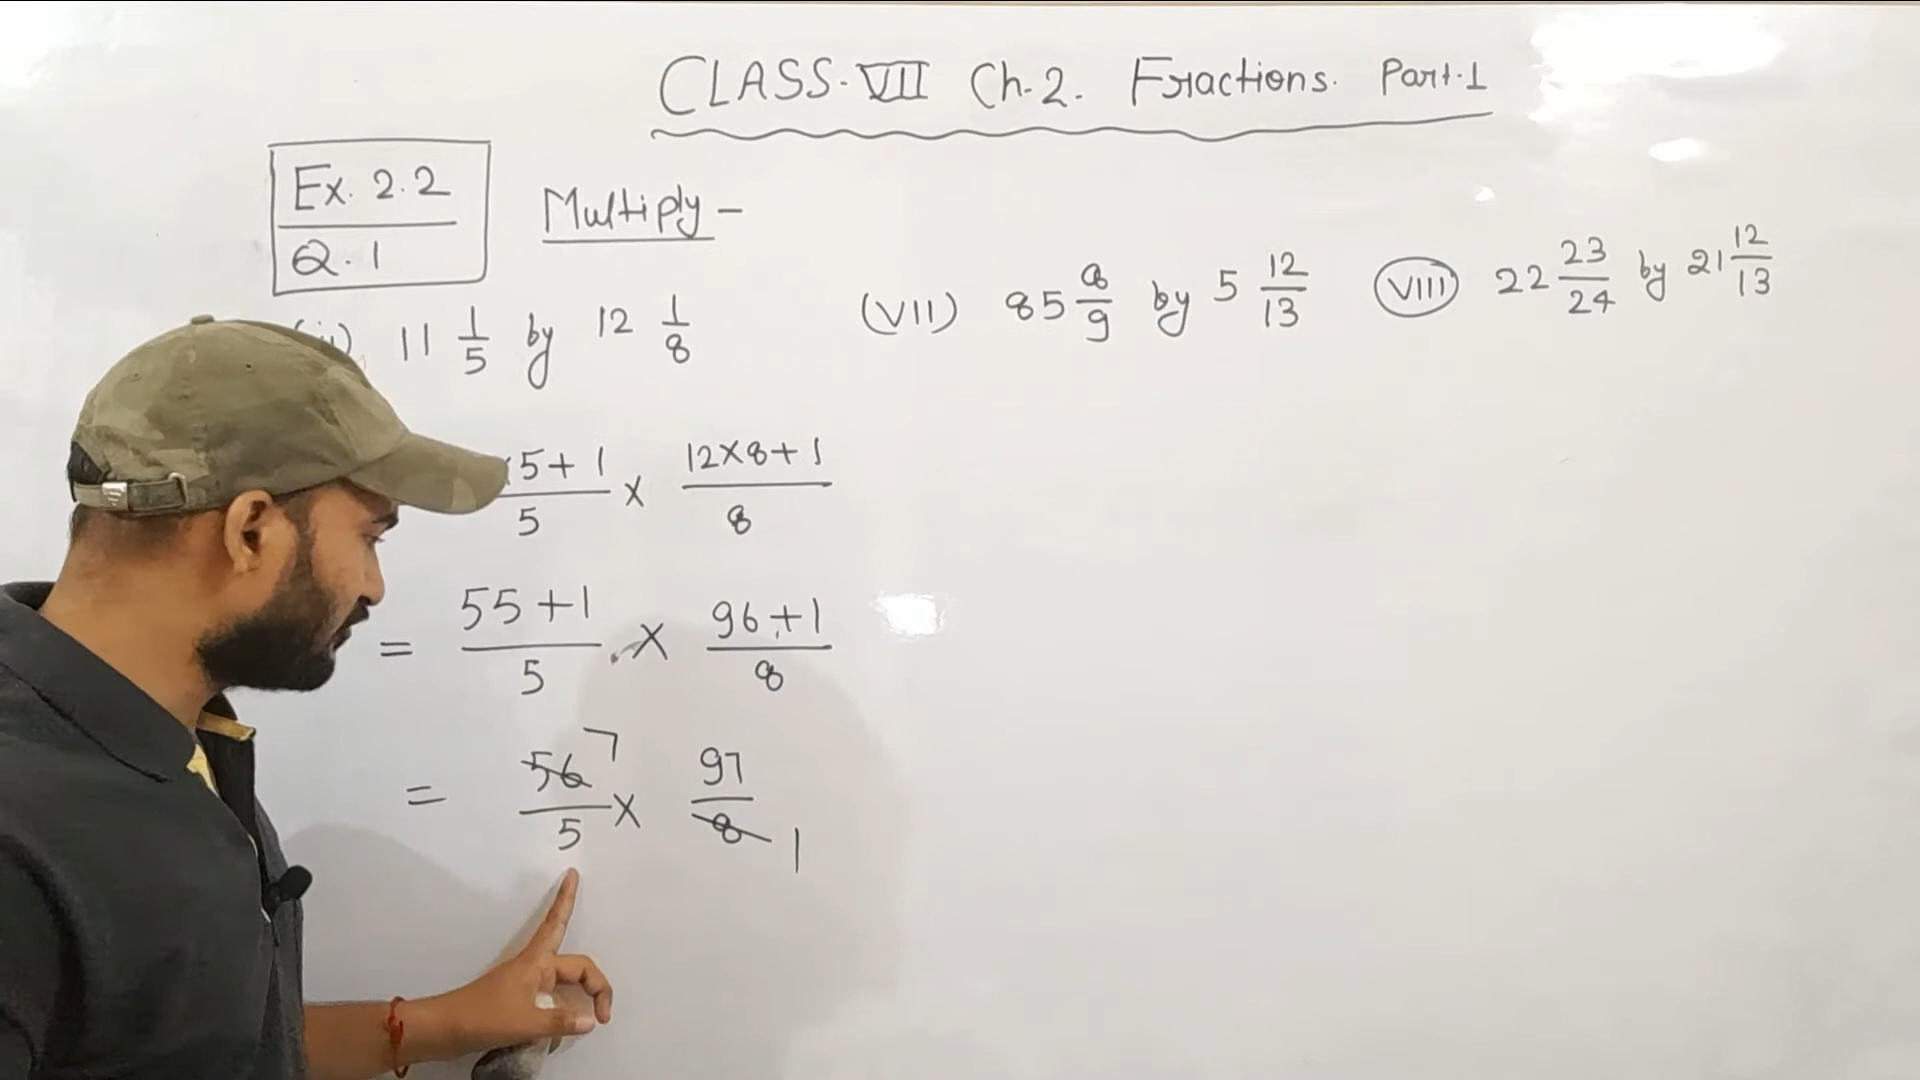 CLASS-VII Ch.2. Fractions. Part-1
Ex. 2.2
Q.1
Multiply -
11 1/5 by 12 1/8
(VII) 85 8/9 by 5 12/13
(VIII) 22 23/24 by 21 12/13
5+1/5 × 12×8+1/8
= 55+1/5 × 96+1/8
= 56 7/5 × 97/8 1